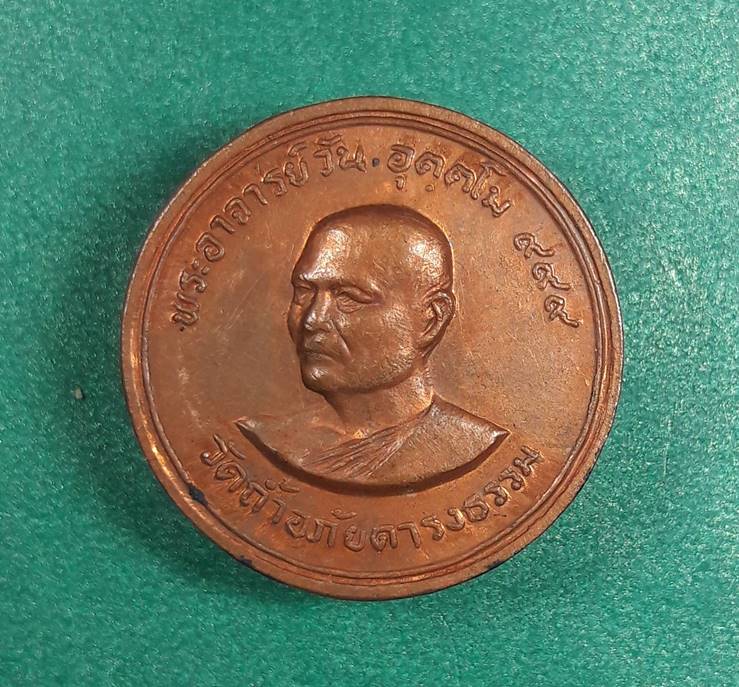 พระอาจารย์วัน อุตฺตโม ๙๙๙
วัดถ้ำอภัยดำรงธรรม